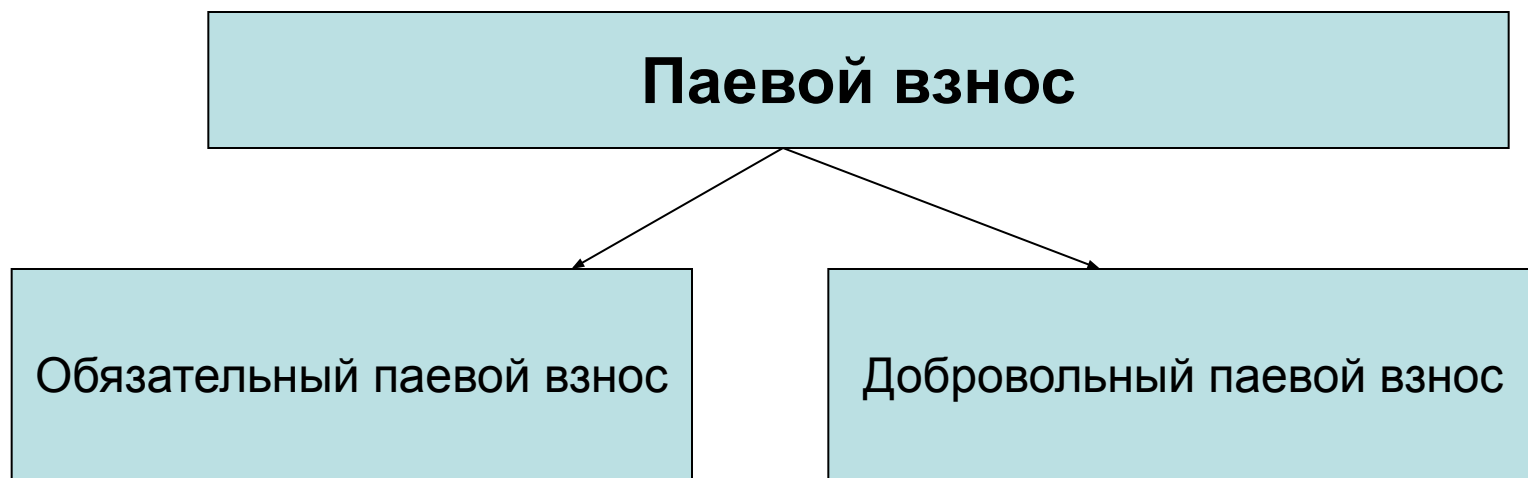 Паевой взнос
Обязательный паевой взнос
Добровольный паевой взнос